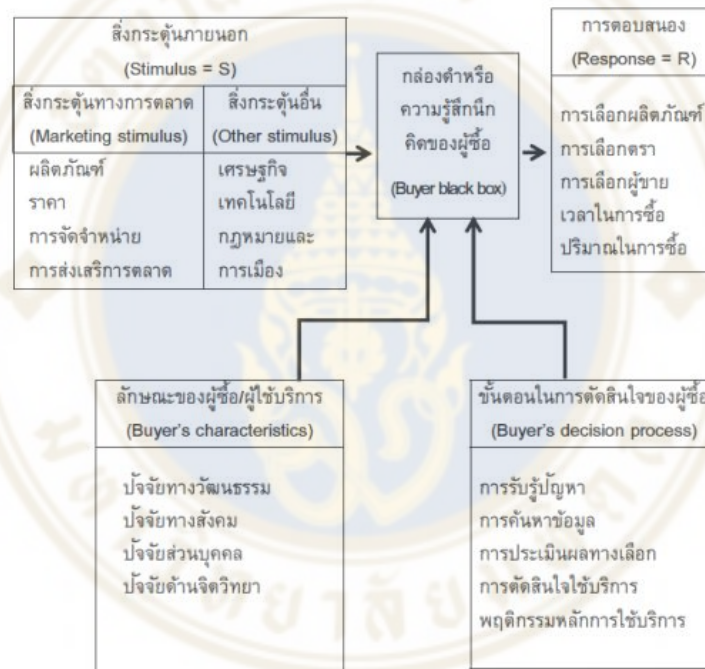 สิ่งกระตุ้นภายนอก
(Stimulus = S)
สิ่งกระตุ้นทางการตลาด
(Marketing stimulus)
ผลิตภัณฑ์
ราคา
การจัดจำหน่าย
การส่งเสริการตลาด
สิ่งกระตุ้นอื่น
(Other stimulus)
เศรษฐกิจ
เทคโนโลยี
กฎหมายและ
การเมือง
กล่องดำหรือ
ความรู้สึกนึก
คิดของผู้ซื้อ
(Buyer black box)
การตอบสนอง
(Response = R)
การเลือกผลิตภัณฑ์
การเลือกตรา
การเลือกผู้ขาย
เวลาในการซื้อ
ปริมาณในการซื้อ
ลักษณะของผู้ซื้อ/ผู้ใช้บริการ
(Buyer's characteristics)
ปัจจัยทางวัฒนธรรม
ปัจจัยทางสังคม
ปัจจัยส่วนบุคคล
ปัจจัยด้านจิตวิทยา
ขั้นตอนในการตัดสินใจของผู้ซื้อ
(Buyer's decision process)
การรับรู้ปัญหา
การค้นหาข้อมูล
การประเมินผลทางเลือก
การตัดสินใจใช้บริการ
พฤติกรรมหลักการใช้บริการ